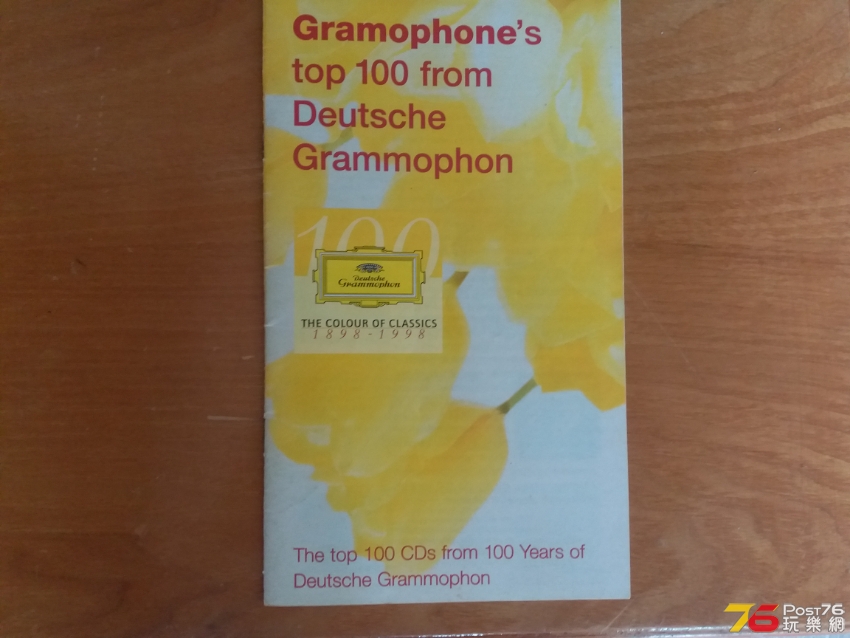 Gramophone's
top 100 from
Deutsche
Grammophon
100
Deutsche
Grammophon
THE COLOUR OF CLASSICS
1898-1998
The top 100 CDs from 100 Years of
Deutsche Grammophon
76 Post76
玩樂網